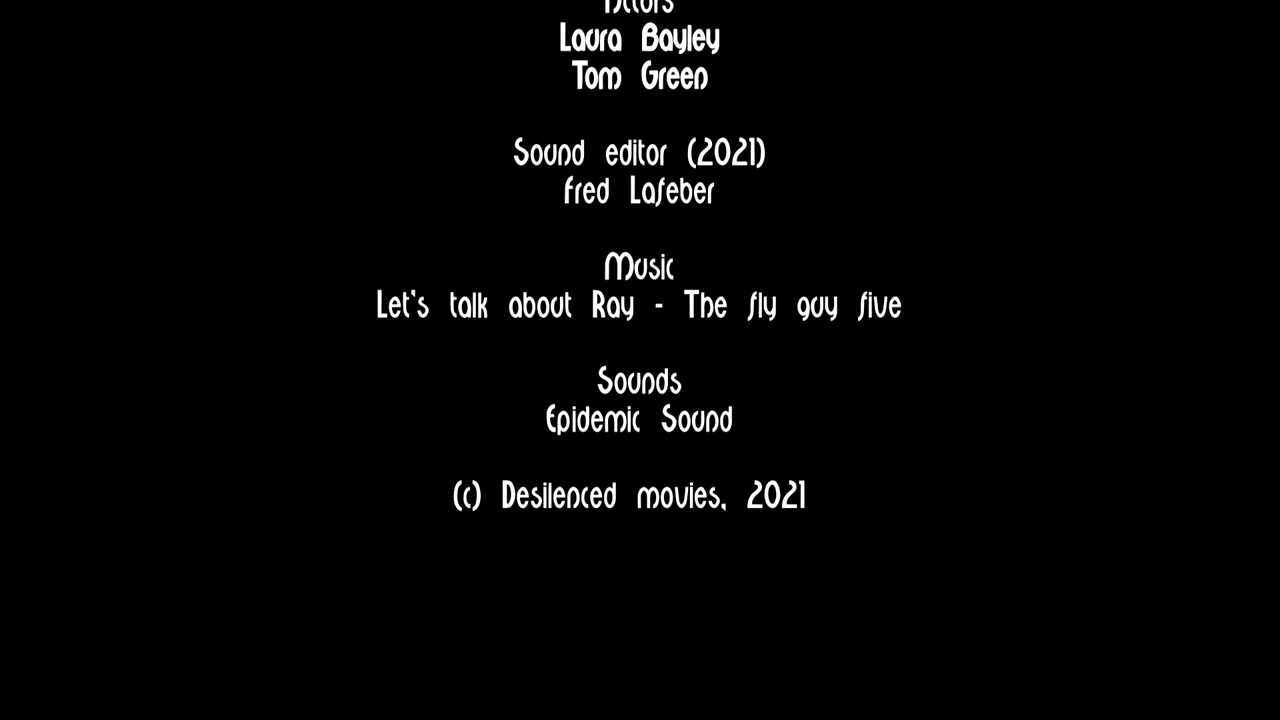 Actors
Laura Bayley
Tom Green
Sound editor (2021)
Fred Lafeber
Music
Let's talk about Ray - The fly guy five
Sounds
Epidemic Sound
(c) Desilenced movies, 2021